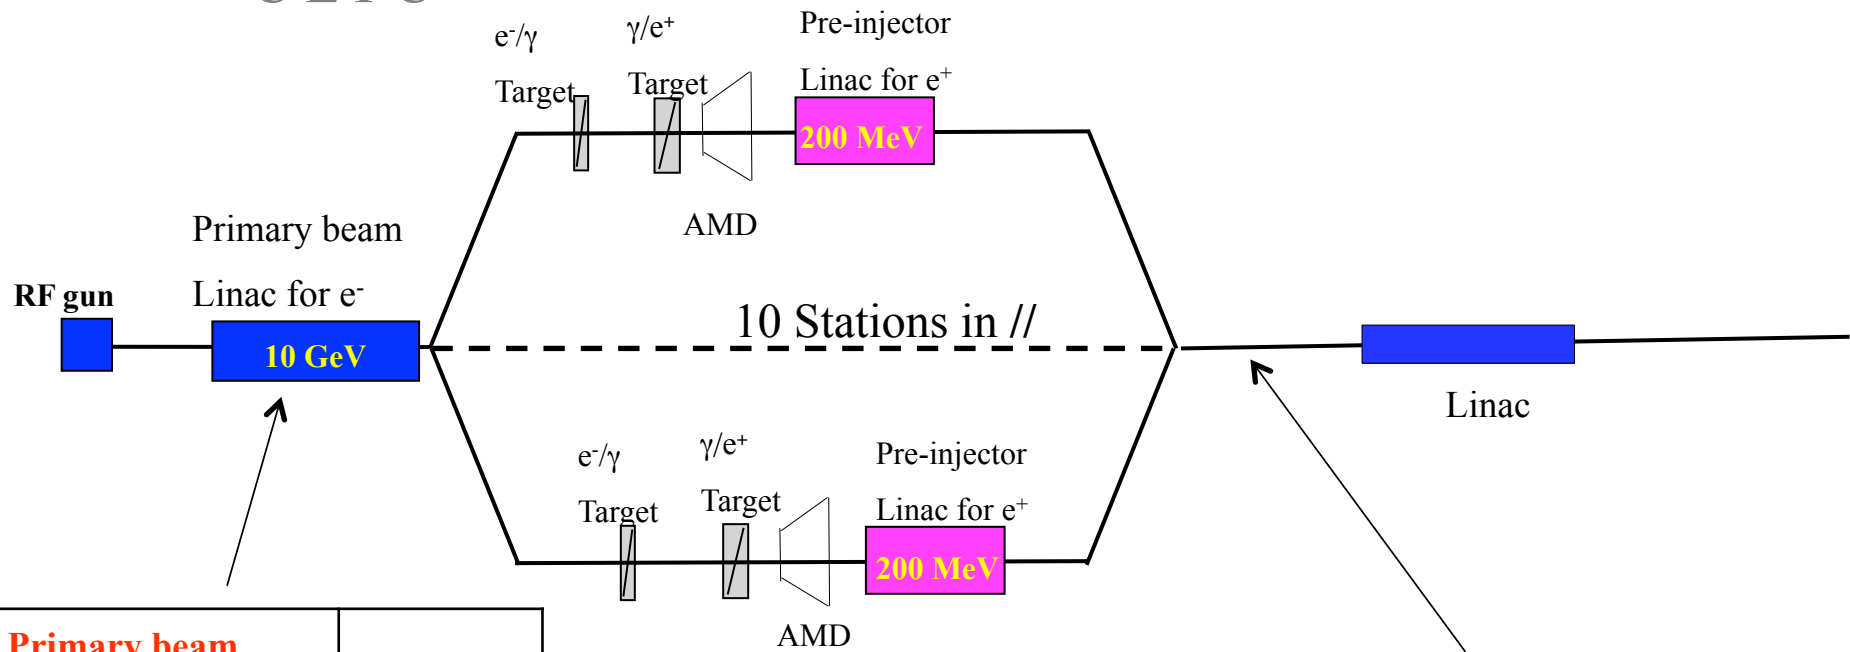 e⁻/γ
Target
γ/e⁺
Target
Pre-injector
Linac for e⁺
200 MeV
AMD
Primary beam
Linac for e⁻
RF gun
10 GeV
10 Stations in //
Linac
e⁻/γ
Target
γ/e⁺
Target
Pre-injector
Linac for e⁺
200 MeV
AMD
Primary beam